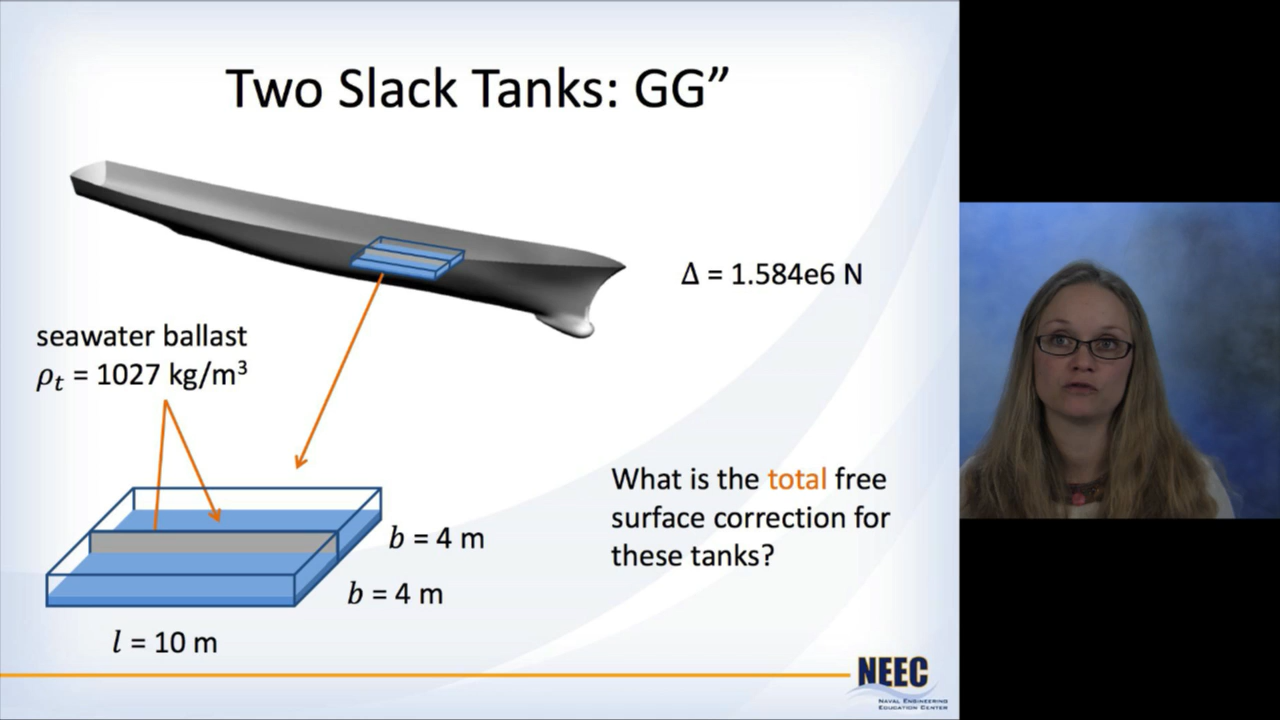 Two Slack Tanks: GG”
Δ = 1.584e6 N
seawater ballast
ρₜ = 1027 kg/m³
What is the total free
surface correction for
these tanks?
b = 4 m
b = 4 m
l = 10 m
NEEC
NAVAL ENGINEERING
EDUCATION CENTER